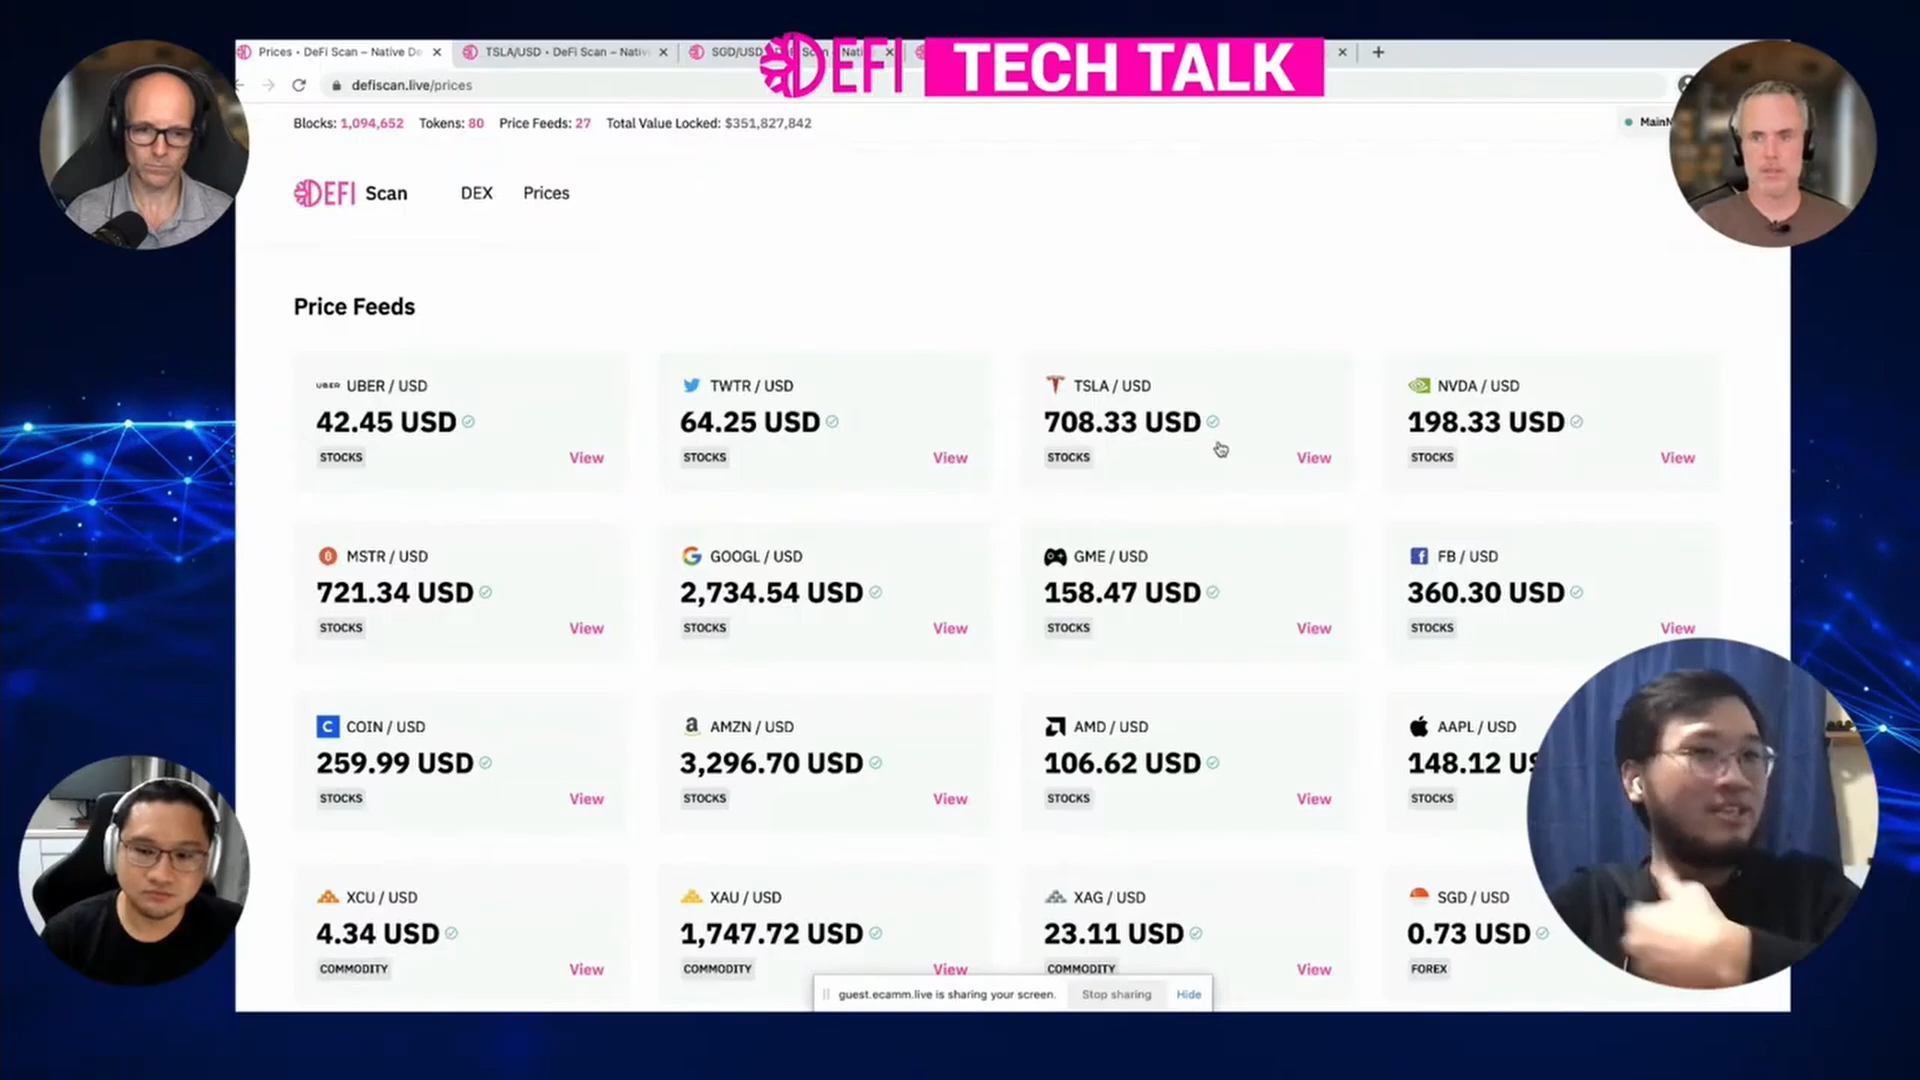 Prices • DeFi Scan – Native De
TSLA/USD • DeFi Scan – Nativ
SGD/USD
DEFI TECH TALK
defiscan.live/prices
Blocks: 1,094,652 Tokens: 80 Price Feeds: 27 Total Value Locked: $351,827,842
MainN
DEFI Scan DEX Prices
Price Feeds
UBER UBER / USD
42.45 USD
STOCKS View
TWTR / USD
64.25 USD
STOCKS View
TSLA / USD
708.33 USD
STOCKS View
NVDA / USD
198.33 USD
STOCKS View
MSTR / USD
721.34 USD
STOCKS View
GOOGL / USD
2,734.54 USD
STOCKS View
GME / USD
158.47 USD
STOCKS View
FB / USD
360.30 USD
STOCKS View
COIN / USD
259.99 USD
STOCKS View
AMZN / USD
3,296.70 USD
STOCKS View
AMD / USD
106.62 USD
STOCKS View
AAPL / USD
148.12 US
STOCKS
XCU / USD
4.34 USD
COMMODITY View
XAU / USD
1,747.72 USD
COMMODITY View
XAG / USD
23.11 USD
COMMODITY View
SGD / USD
0.73 USD
FOREX
guest.ecamm.live is sharing your screen. Stop sharing Hide